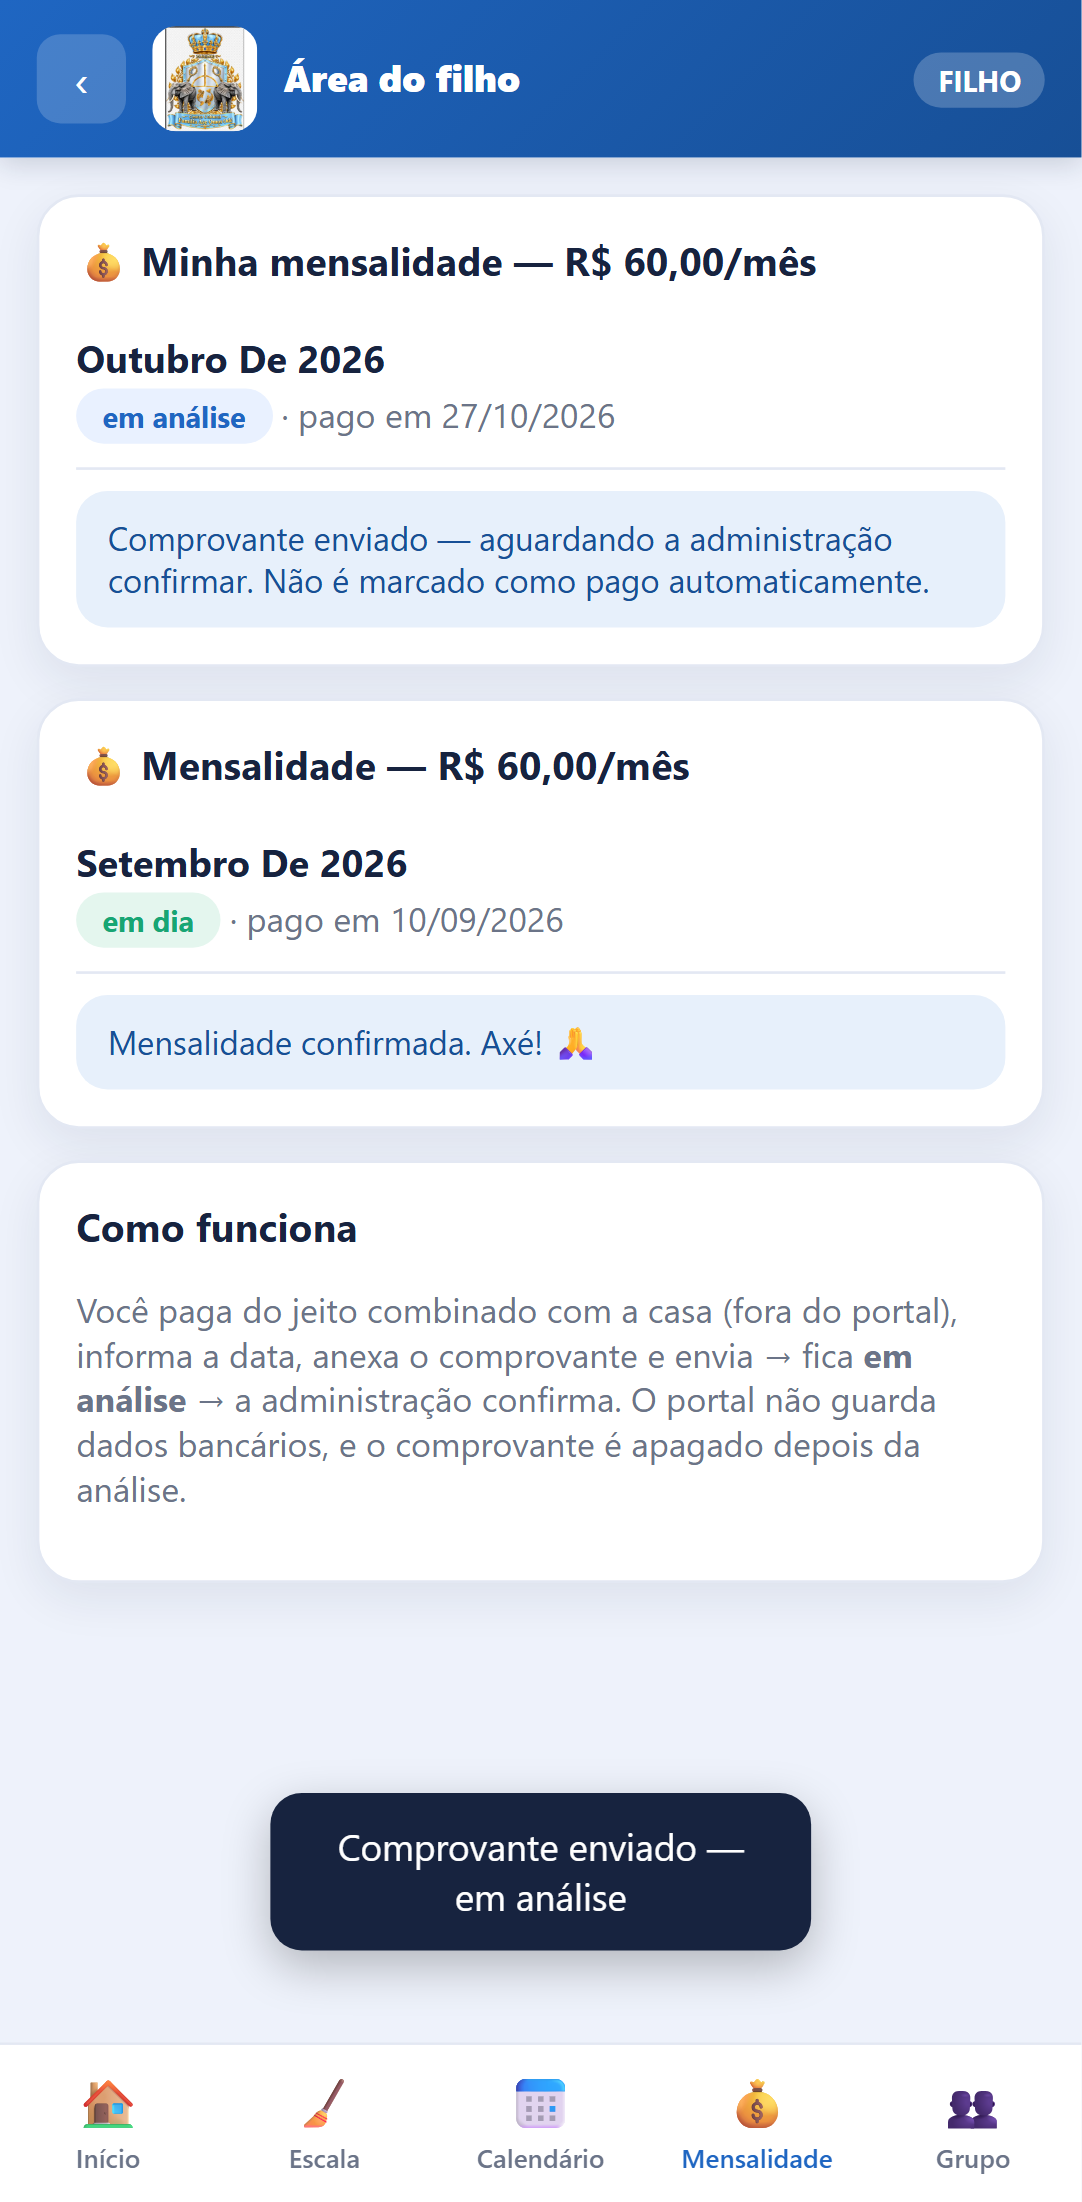 ‹
Área do filho
FILHO
Minha mensalidade — R$ 60,00/mês
Outubro De 2026
em análise · pago em 27/10/2026
Comprovante enviado — aguardando a administração
confirmar. Não é marcado como pago automaticamente.
Mensalidade — R$ 60,00/mês
Setembro De 2026
em dia · pago em 10/09/2026
Mensalidade confirmada. Axé! 🙏
Como funciona
Você paga do jeito combinado com a casa (fora do portal),
informa a data, anexa o comprovante e envia → fica em
análise → a administração confirma. O portal não guarda
dados bancários, e o comprovante é apagado depois da
análise.
Comprovante enviado —
em análise
Início
Escala
Calendário
Mensalidade
Grupo